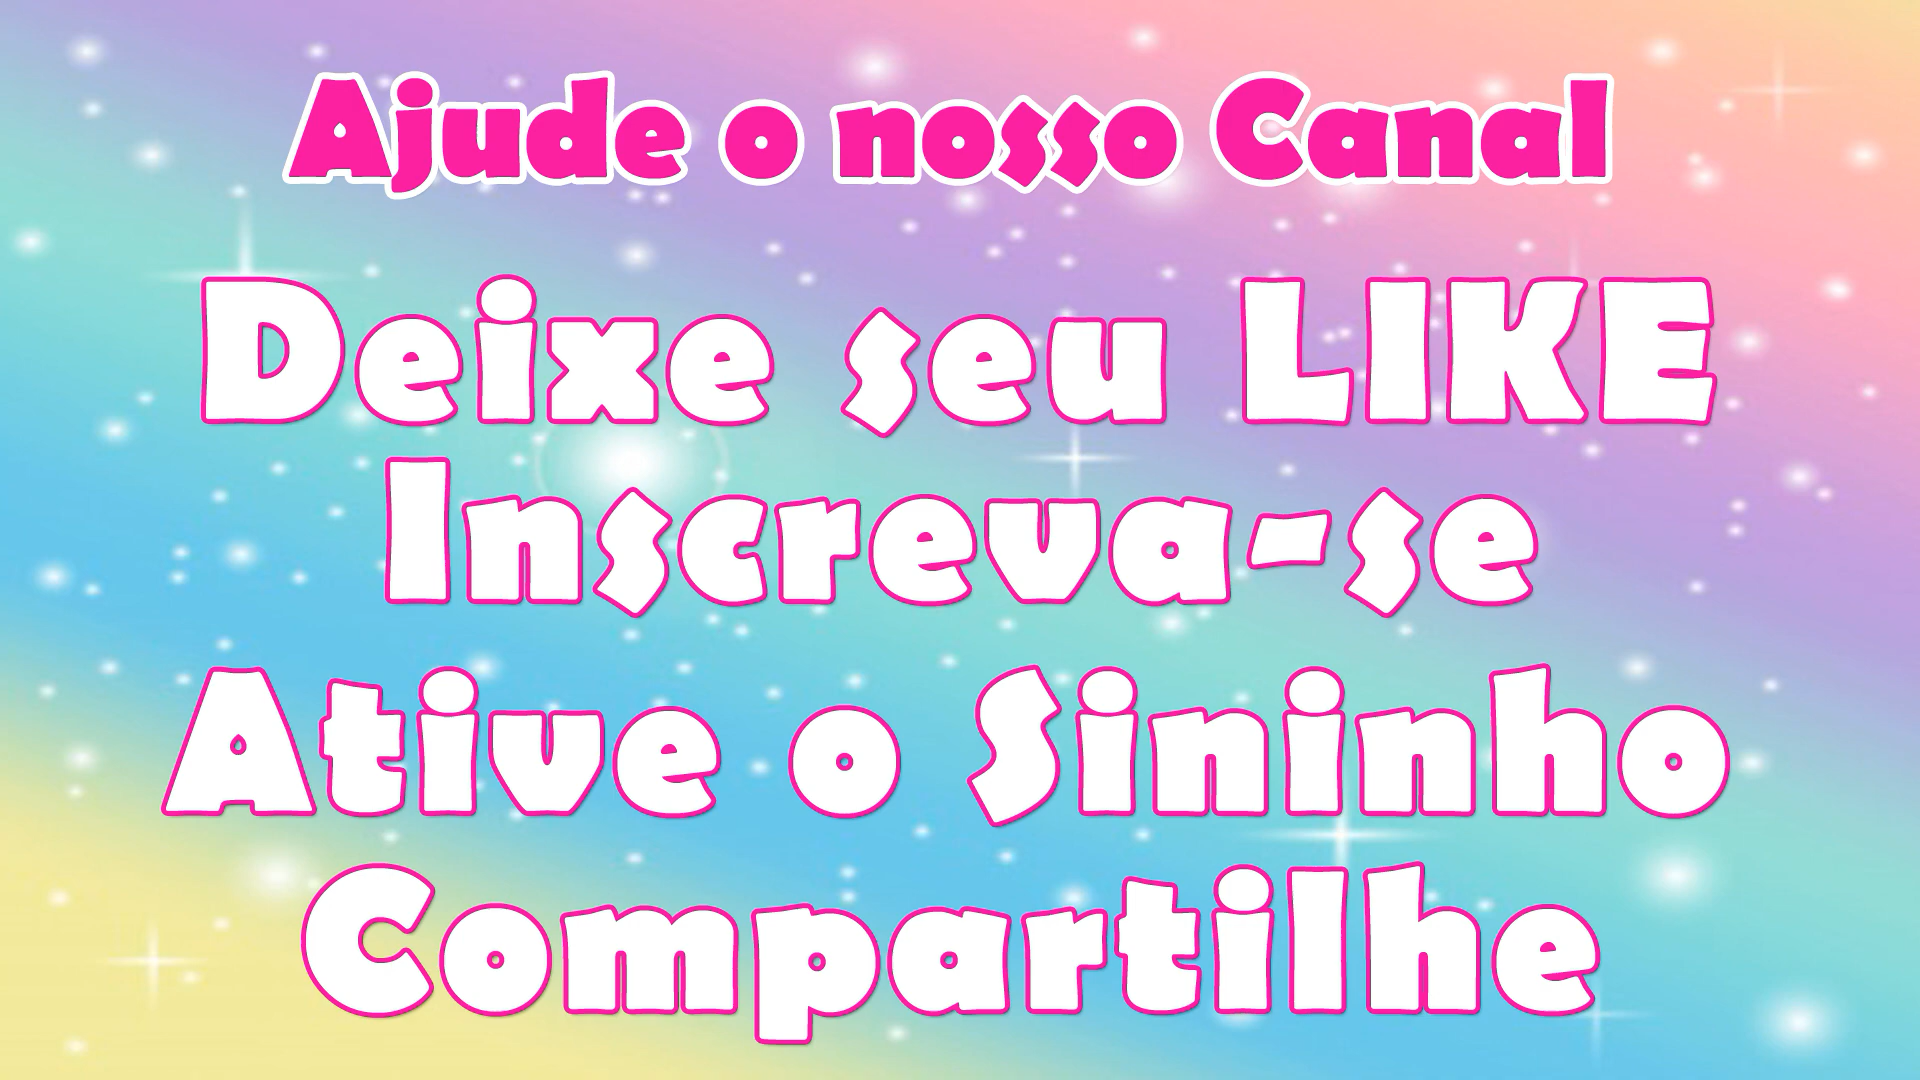 Ajude o nosso Canal
Deixe seu LIKE
Inscreva-se
Ative o Sininho
Compartilhe